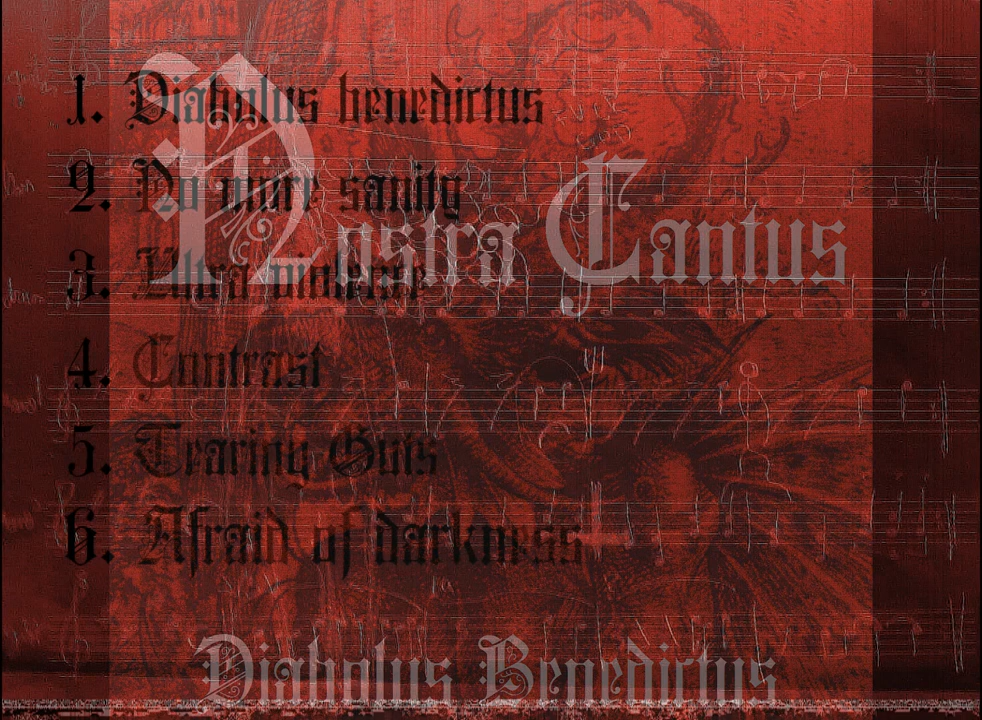 1. Diabolus benedictus
2. No more sanity
Nostra Cantus
3. Ultra violence
4. Contrast
5. Tearing Guts
6. Afraid of darkness
Diabolus Benedictus